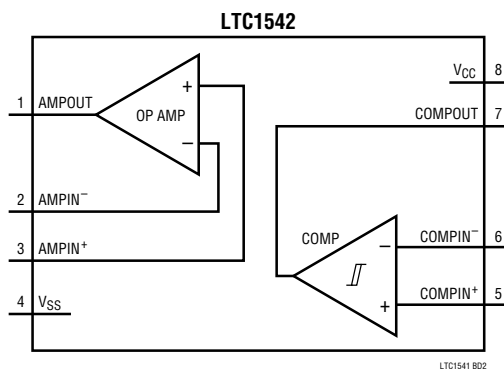 LTC1542
1 AMPOUT
OP AMP
+
−
2 AMPIN−
3 AMPIN+
4 VSS
VCC 8
COMPOUT 7
COMP
−
+
COMPIN− 6
COMPIN+ 5
LTC1541 BD2